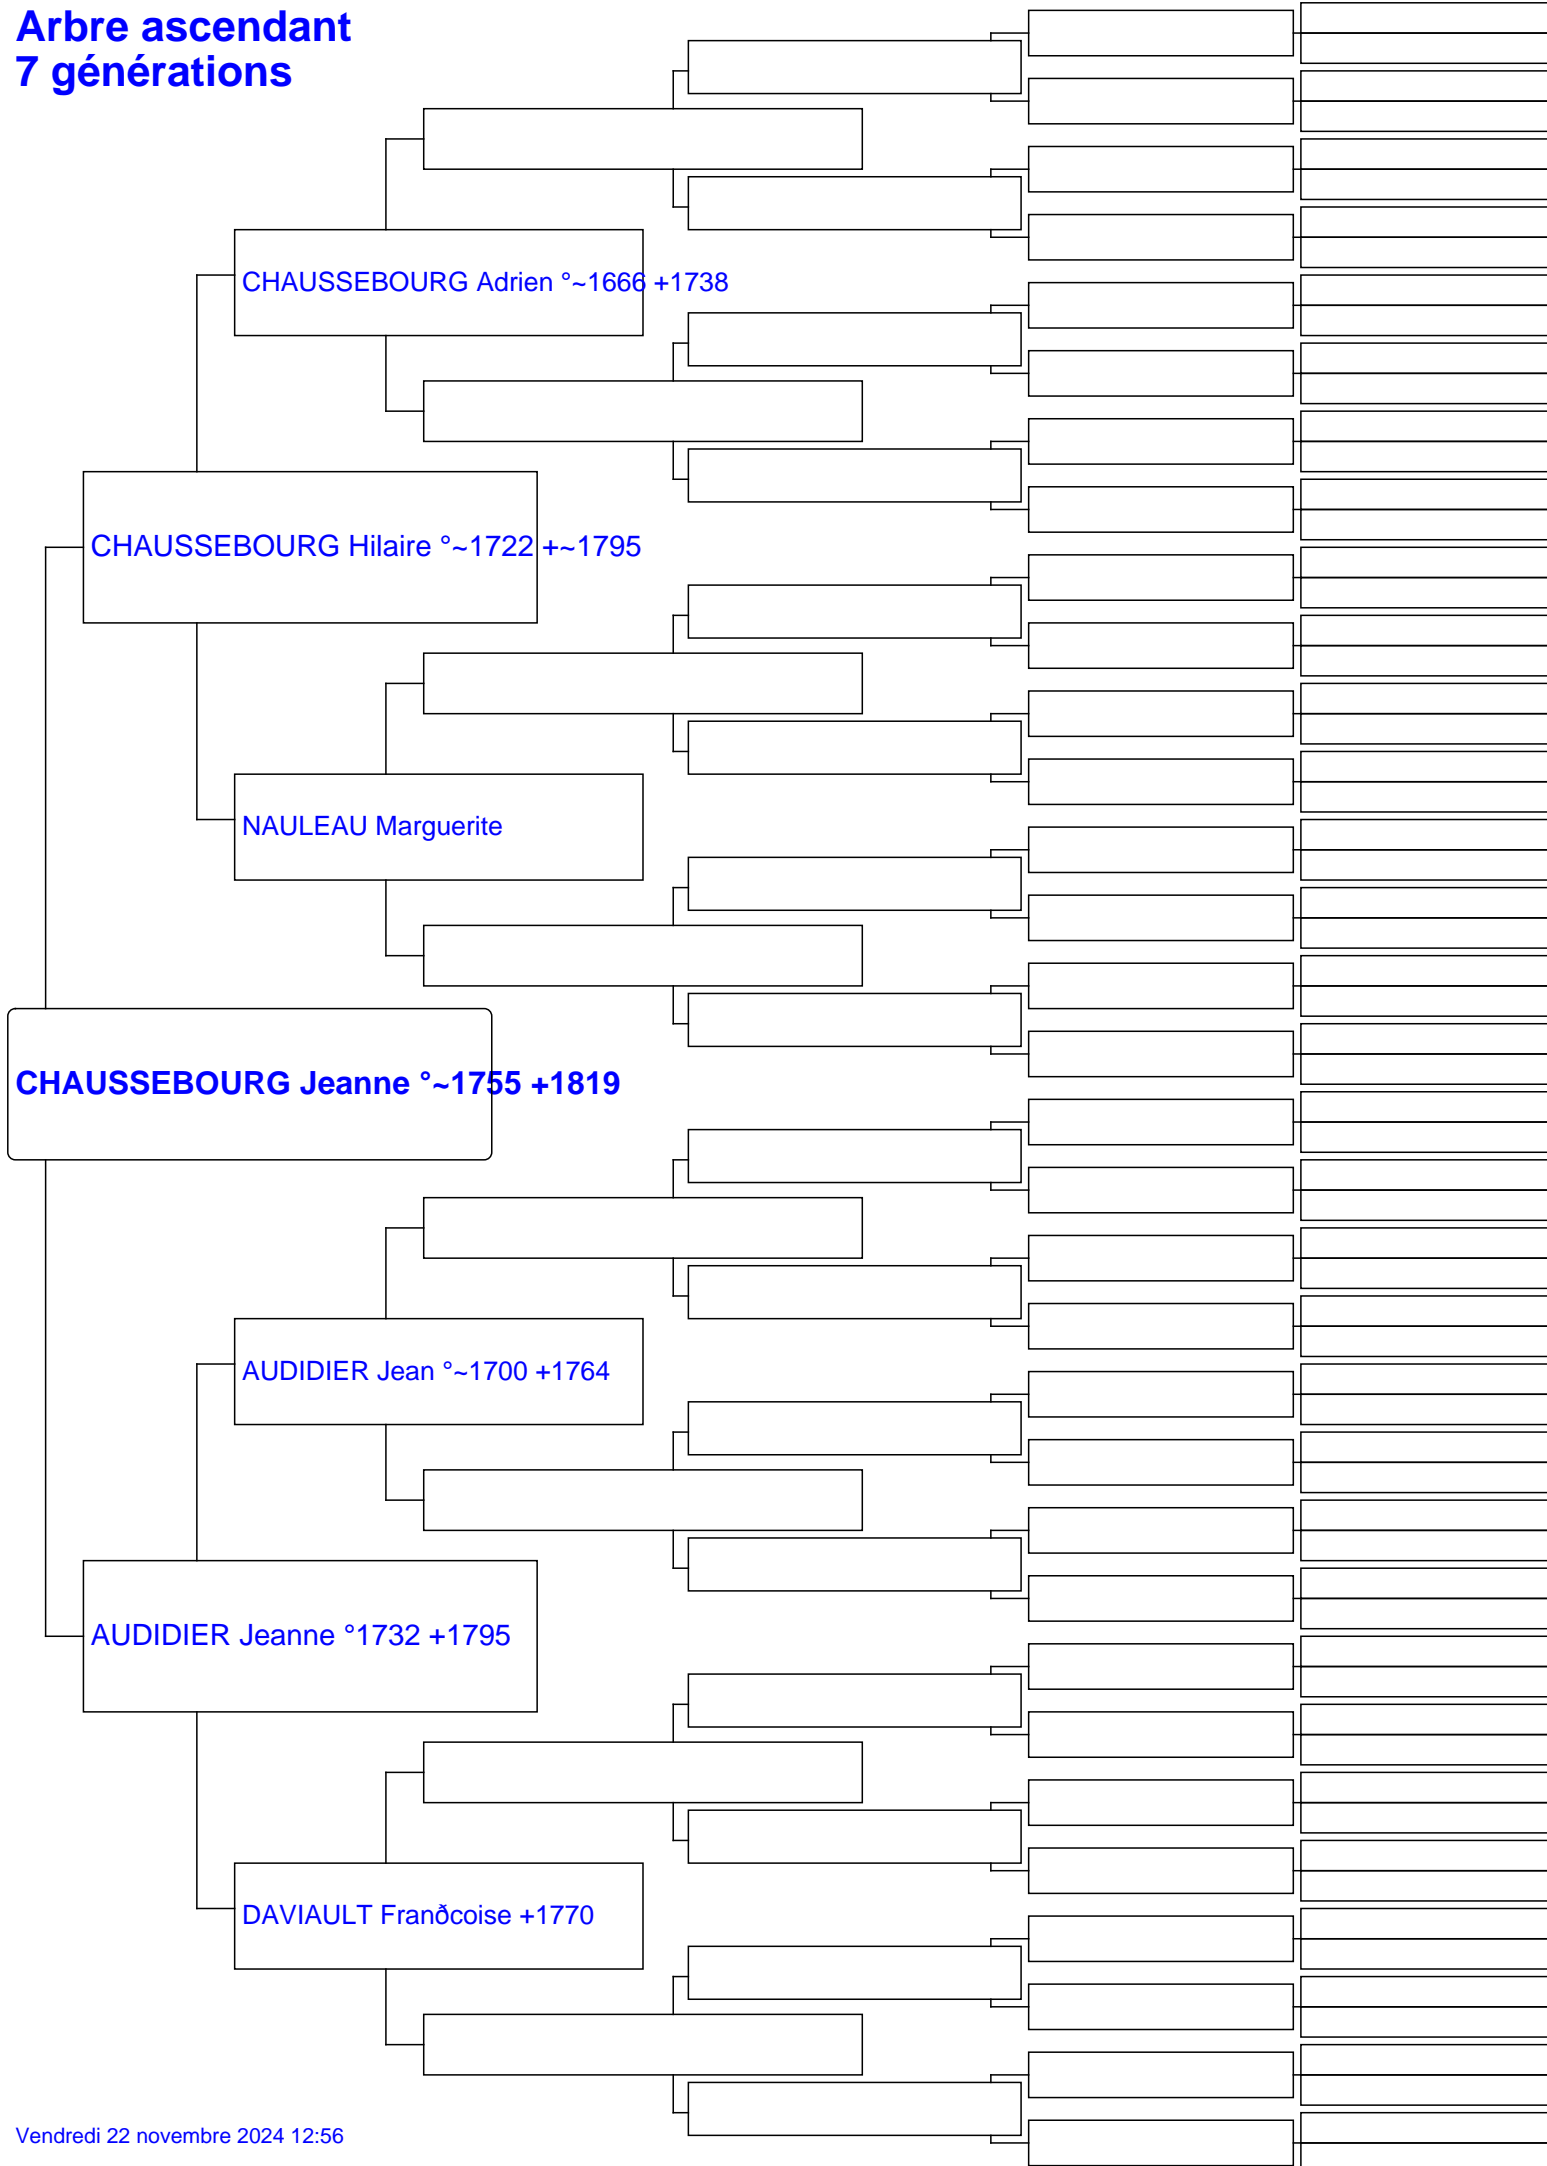 Arbre ascendant
7 générations
CHAUSSEBOURG Adrien °~1666 +1738
CHAUSSEBOURG Hilaire °~1722 +~1795
NAULEAU Marguerite
CHAUSSEBOURG Jeanne °~1755 +1819
AUDIDIER Jean °~1700 +1764
AUDIDIER Jeanne °1732 +1795
DAVIAULT Franðcoise +1770
Vendredi 22 novembre 2024 12:56